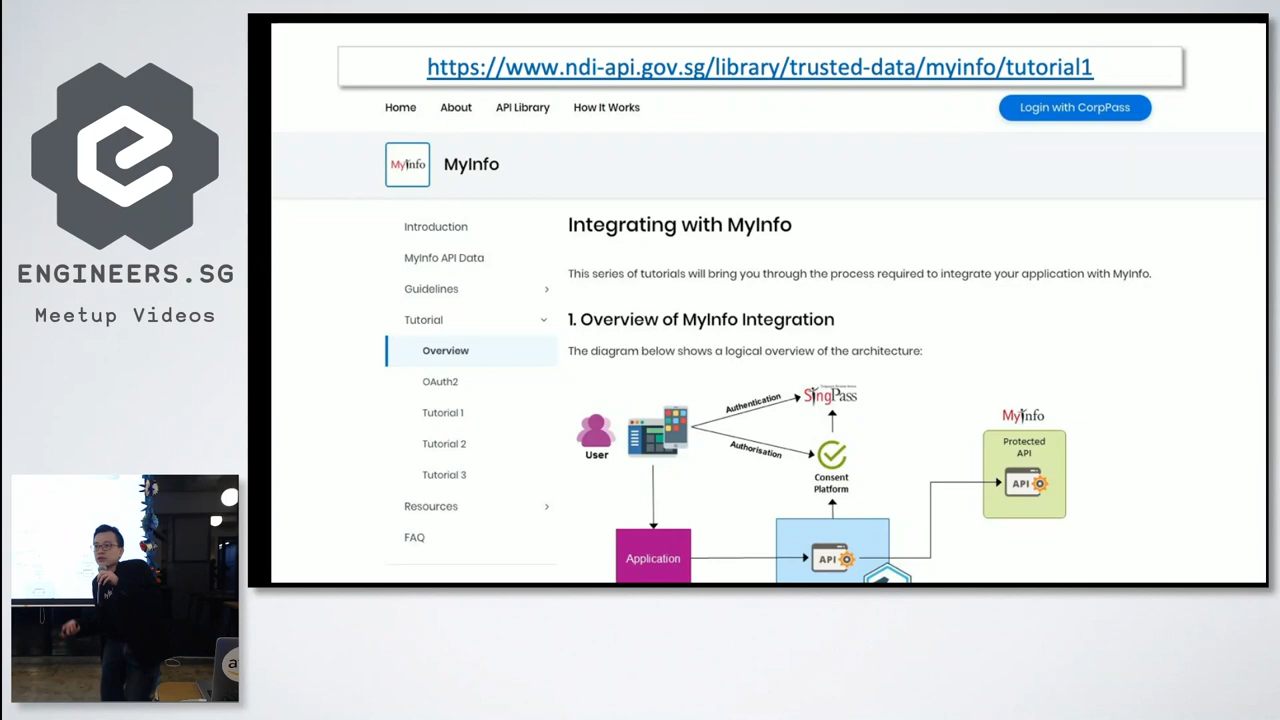 ENGINEERS.SG
Meetup Videos
https://www.ndi-api.gov.sg/library/trusted-data/myinfo/tutorial1
Home About API Library How It Works Login with CorpPass
MyInfo MyInfo
Introduction
MyInfo API Data
Guidelines
Tutorial
Overview
OAuth2
Tutorial 1
Tutorial 2
Tutorial 3
Resources
FAQ
Integrating with MyInfo
This series of tutorials will bring you through the process required to integrate your application with MyInfo.
1. Overview of MyInfo Integration
The diagram below shows a logical overview of the architecture:
User
Authentication
Authorisation
SingPass
Consent
Platform
MyInfo
Protected
API
API
Application
API